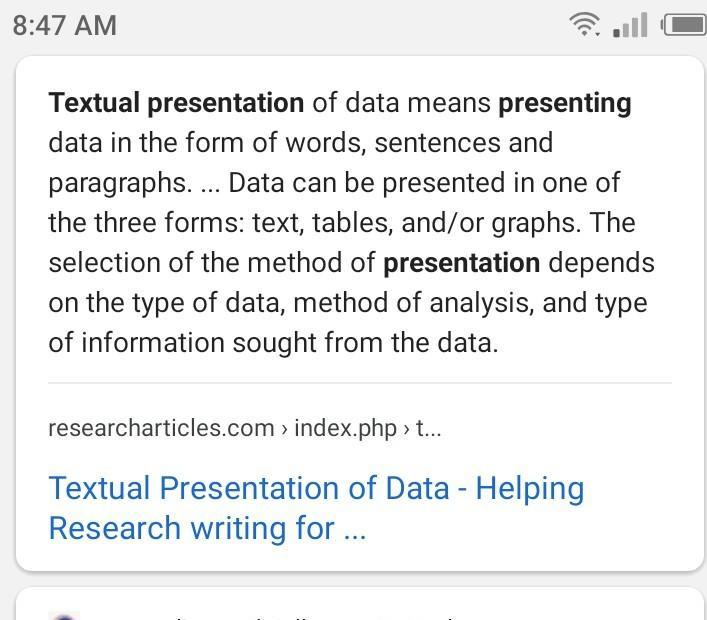 8:47 AM
Textual presentation of data means presenting
data in the form of words, sentences and
paragraphs. ... Data can be presented in one of
the three forms: text, tables, and/or graphs. The
selection of the method of presentation depends
on the type of data, method of analysis, and type
of information sought from the data.
researcharticles.com › index.php › t...
Textual Presentation of Data - Helping
Research writing for ...